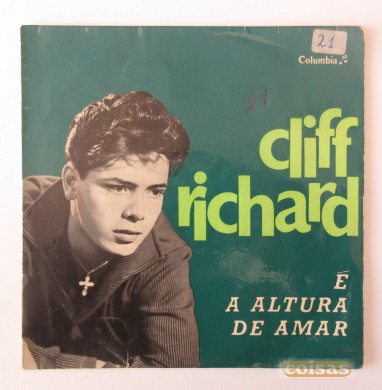 21
Columbia
21
cliff
richard
É
A ALTURA
DE AMAR
coisas